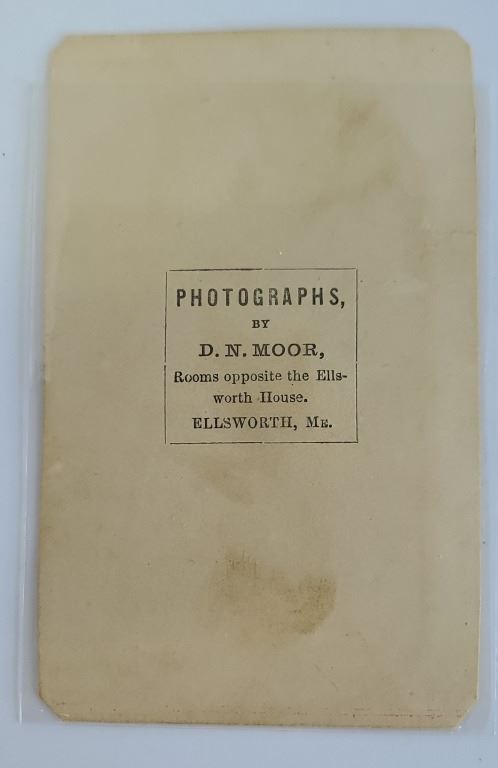 PHOTOGRAPHS,
BY
D. N. MOOR,
Rooms opposite the Ells-
worth House.
ELLSWORTH, ME.